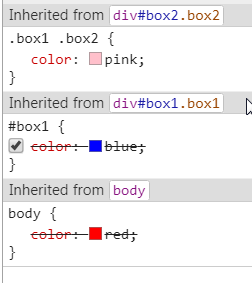 Inherited from div#box2.box2
.box1 .box2 {
color: pink;
}
Inherited from div#box1.box1
#box1 {
color: blue;
}
Inherited from body
body {
color: red;
}